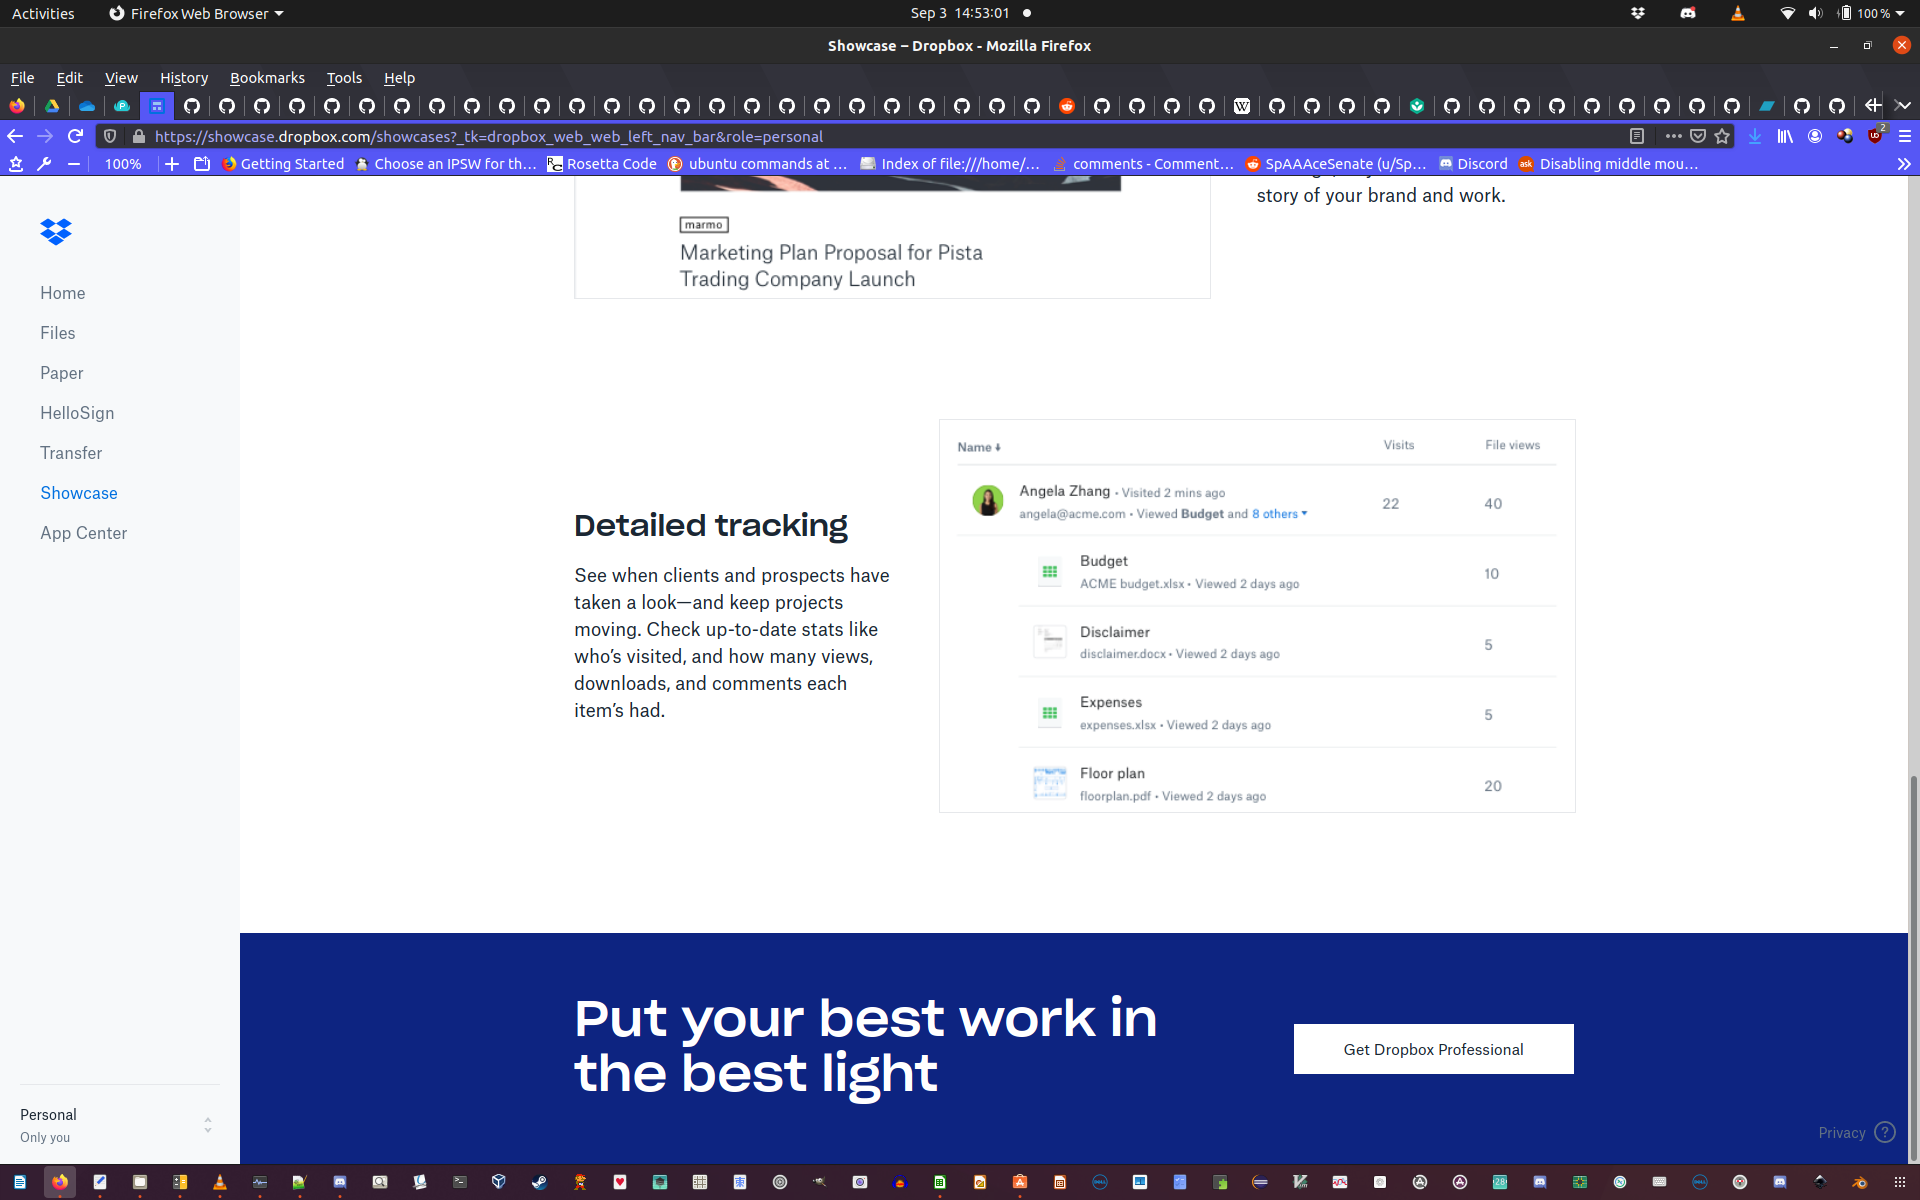 Activities
Firefox Web Browser
Sep 3 14:53:01
100 %
Showcase – Dropbox - Mozilla Firefox
File Edit View History Bookmarks Tools Help
https://showcase.dropbox.com/showcases?_tk=dropbox_web_web_left_nav_bar&role=personal
2
100%
Getting Started
Choose an IPSW for th…
Rosetta Code
ubuntu commands at …
Index of file:///home/…
comments - Comment…
SpAAAceSenate (u/Sp…
Discord
Disabling middle mou…
Home
Files
Paper
HelloSign
Transfer
Showcase
App Center
Personal
Only you
story of your brand and work.
marmo
Marketing Plan Proposal for Pista
Trading Company Launch
Detailed tracking
See when clients and prospects have
taken a look—and keep projects
moving. Check up-to-date stats like
who’s visited, and how many views,
downloads, and comments each
item’s had.
Name Visits File views
Angela Zhang • Visited 2 mins ago
angela@acme.com • Viewed Budget and 8 others
22 40
Budget
ACME budget.xlsx • Viewed 2 days ago
10
Disclaimer
disclaimer.docx • Viewed 2 days ago
5
Expenses
expenses.xlsx • Viewed 2 days ago
5
Floor plan
floorplan.pdf • Viewed 2 days ago
20
Put your best work in
the best light
Get Dropbox Professional
Privacy ?